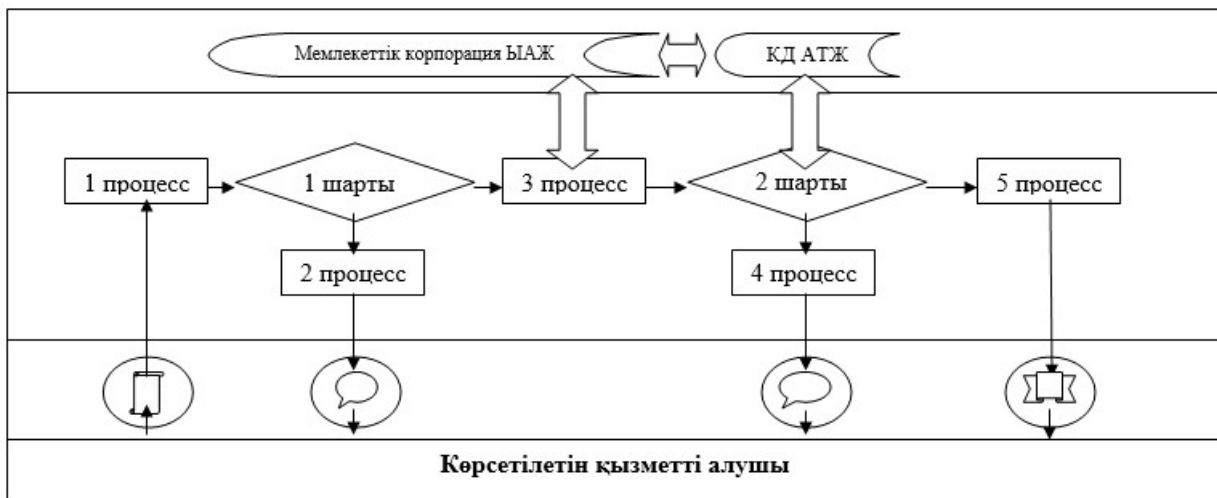 Мемлекеттік корпорация ЫАЖ
КД АТЖ
1 процесс
1 шарты
3 процесс
2 шарты
5 процесс
2 процесс
4 процесс
Көрсетілетін қызметті алушы